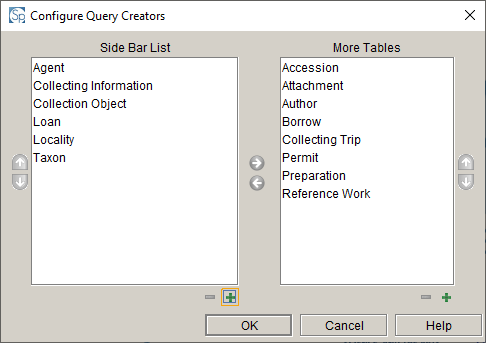 Sp Configure Query Creators
Side Bar List
Agent
Collecting Information
Collection Object
Loan
Locality
Taxon
More Tables
Accession
Attachment
Author
Borrow
Collecting Trip
Permit
Preparation
Reference Work
OK
Cancel
Help